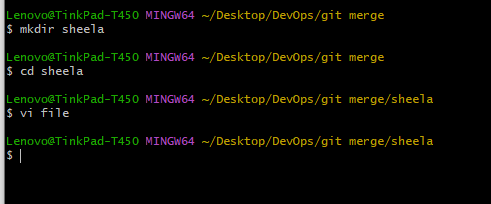 Lenovo@TinkPad-T450 MINGW64 ~/Desktop/DevOps/git merge
$ mkdir sheela
Lenovo@TinkPad-T450 MINGW64 ~/Desktop/DevOps/git merge
$ cd sheela
Lenovo@TinkPad-T450 MINGW64 ~/Desktop/DevOps/git merge/sheela
$ vi file
Lenovo@TinkPad-T450 MINGW64 ~/Desktop/DevOps/git merge/sheela
$